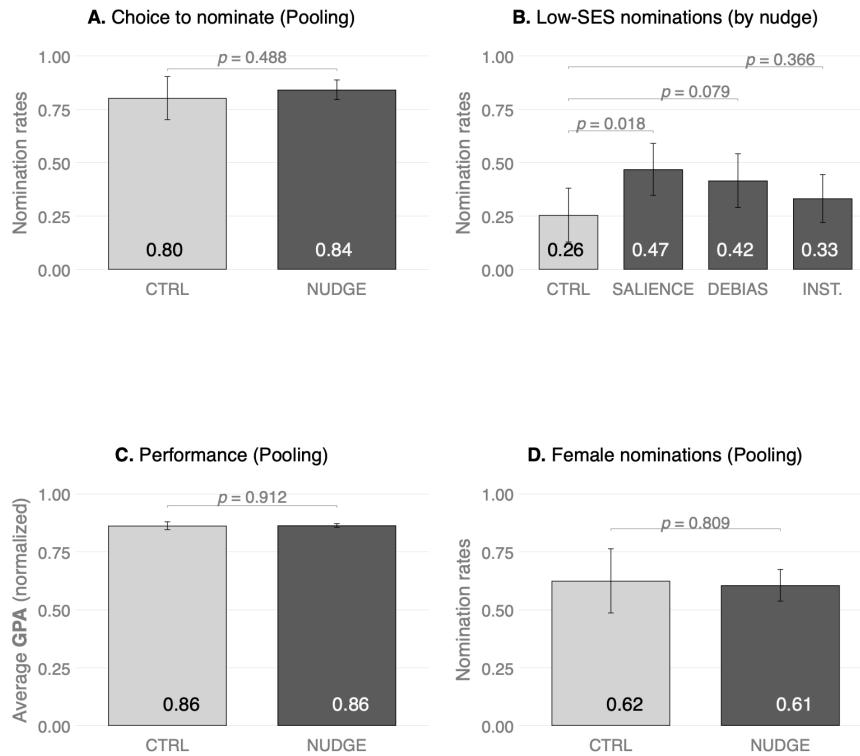 A. Choice to nominate (Pooling)
Nomination rates
1.00
0.75
0.50
0.25
0.00
p = 0.488
0.80
0.84
CTRL
NUDGE
B. Low-SES nominations (by nudge)
Nomination rates
1.00
0.75
0.50
0.25
0.00
p = 0.366
p = 0.079
p = 0.018
0.26
0.47
0.42
0.33
CTRL
SALIENCE
DEBIAS
INST.
C. Performance (Pooling)
Average GPA (normalized)
1.00
0.75
0.50
0.25
0.00
p = 0.912
0.86
0.86
CTRL
NUDGE
D. Female nominations (Pooling)
Nomination rates
1.00
0.75
0.50
0.25
0.00
p = 0.809
0.62
0.61
CTRL
NUDGE